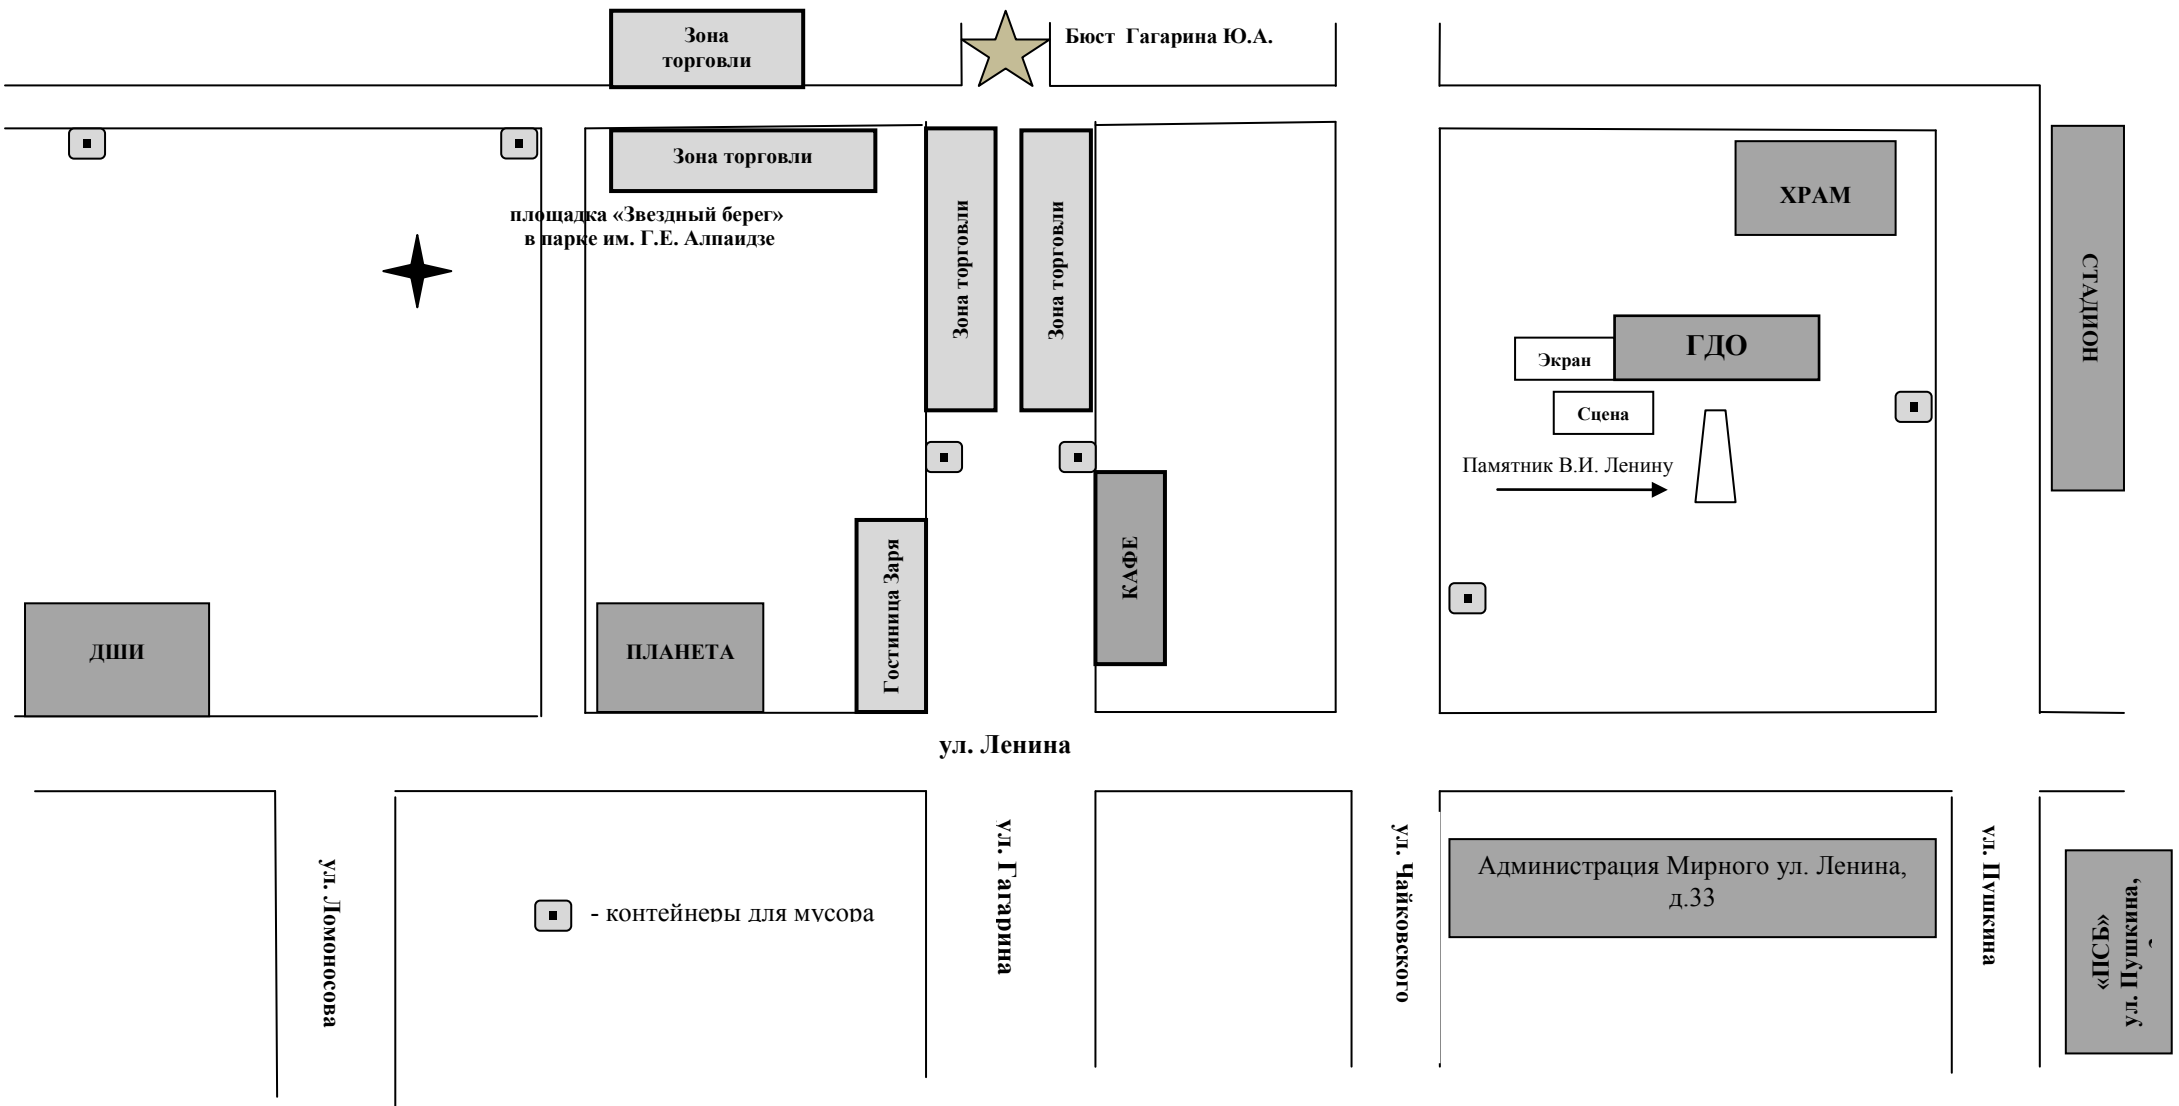 Зона
торговли
Бюст Гагарина Ю.А.
Зона торговли
площадка «Звездный берег»
в парке им. Г.Е. Алпаидзе
Зона торговли
Зона торговли
ХРАМ
СТАДИОН
ГДО
Экран
Сцена
Памятник В.И. Ленину
КАФЕ
Гостиница Заря
ДШИ
ПЛАНЕТА
ул. Ленина
ул. Ломоносова
- контейнеры для мусора
ул. Гагарина
ул. Чайковского
Администрация Мирного ул. Ленина,
д.33
ул. Пушкина
«ПСБ»
ул. Пушкина,